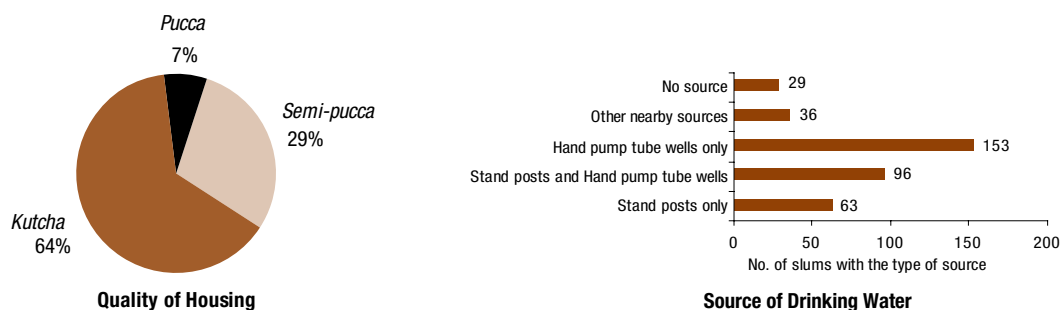 Pucca
7%
Semi-pucca
29%
Kutcha
64%
Quality of Housing
No source
29
Other nearby sources
36
Hand pump tube wells only
153
Stand posts and Hand pump tube wells
96
Stand posts only
63
0 50 100 150 200
No. of slums with the type of source
Source of Drinking Water